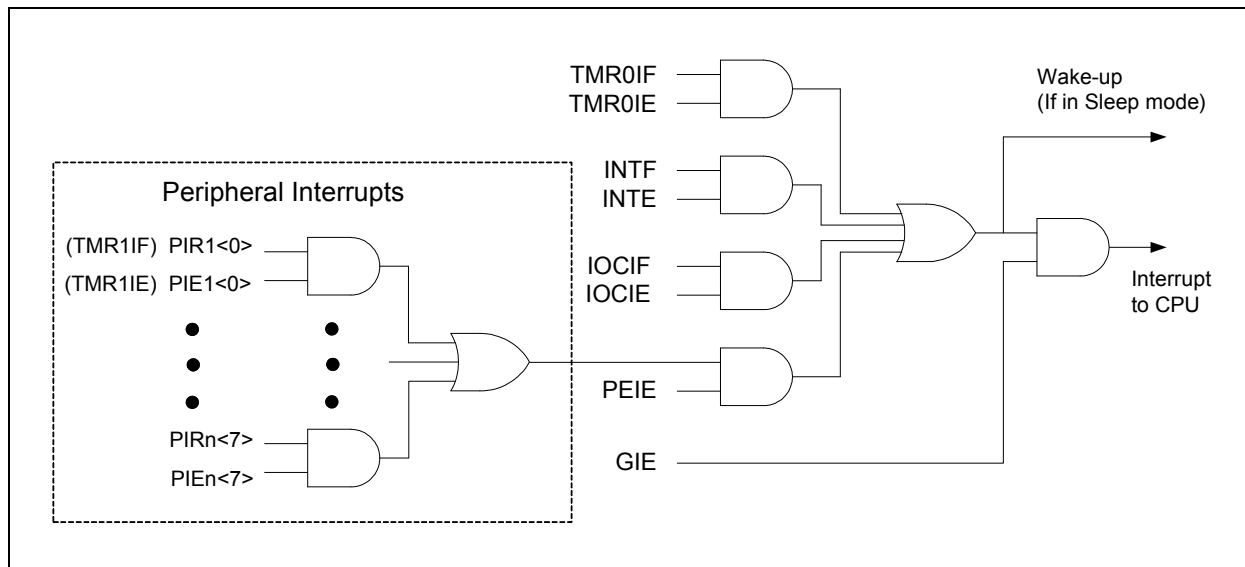 TMR0IF
TMR0IE
Wake-up
(If in Sleep mode)
INTF
INTE
Peripheral Interrupts
(TMR1IF) PIR1<0>
(TMR1IE) PIE1<0>
IOCIF
IOCIE
Interrupt
to CPU
PEIE
PIRn<7>
PIEn<7>
GIE